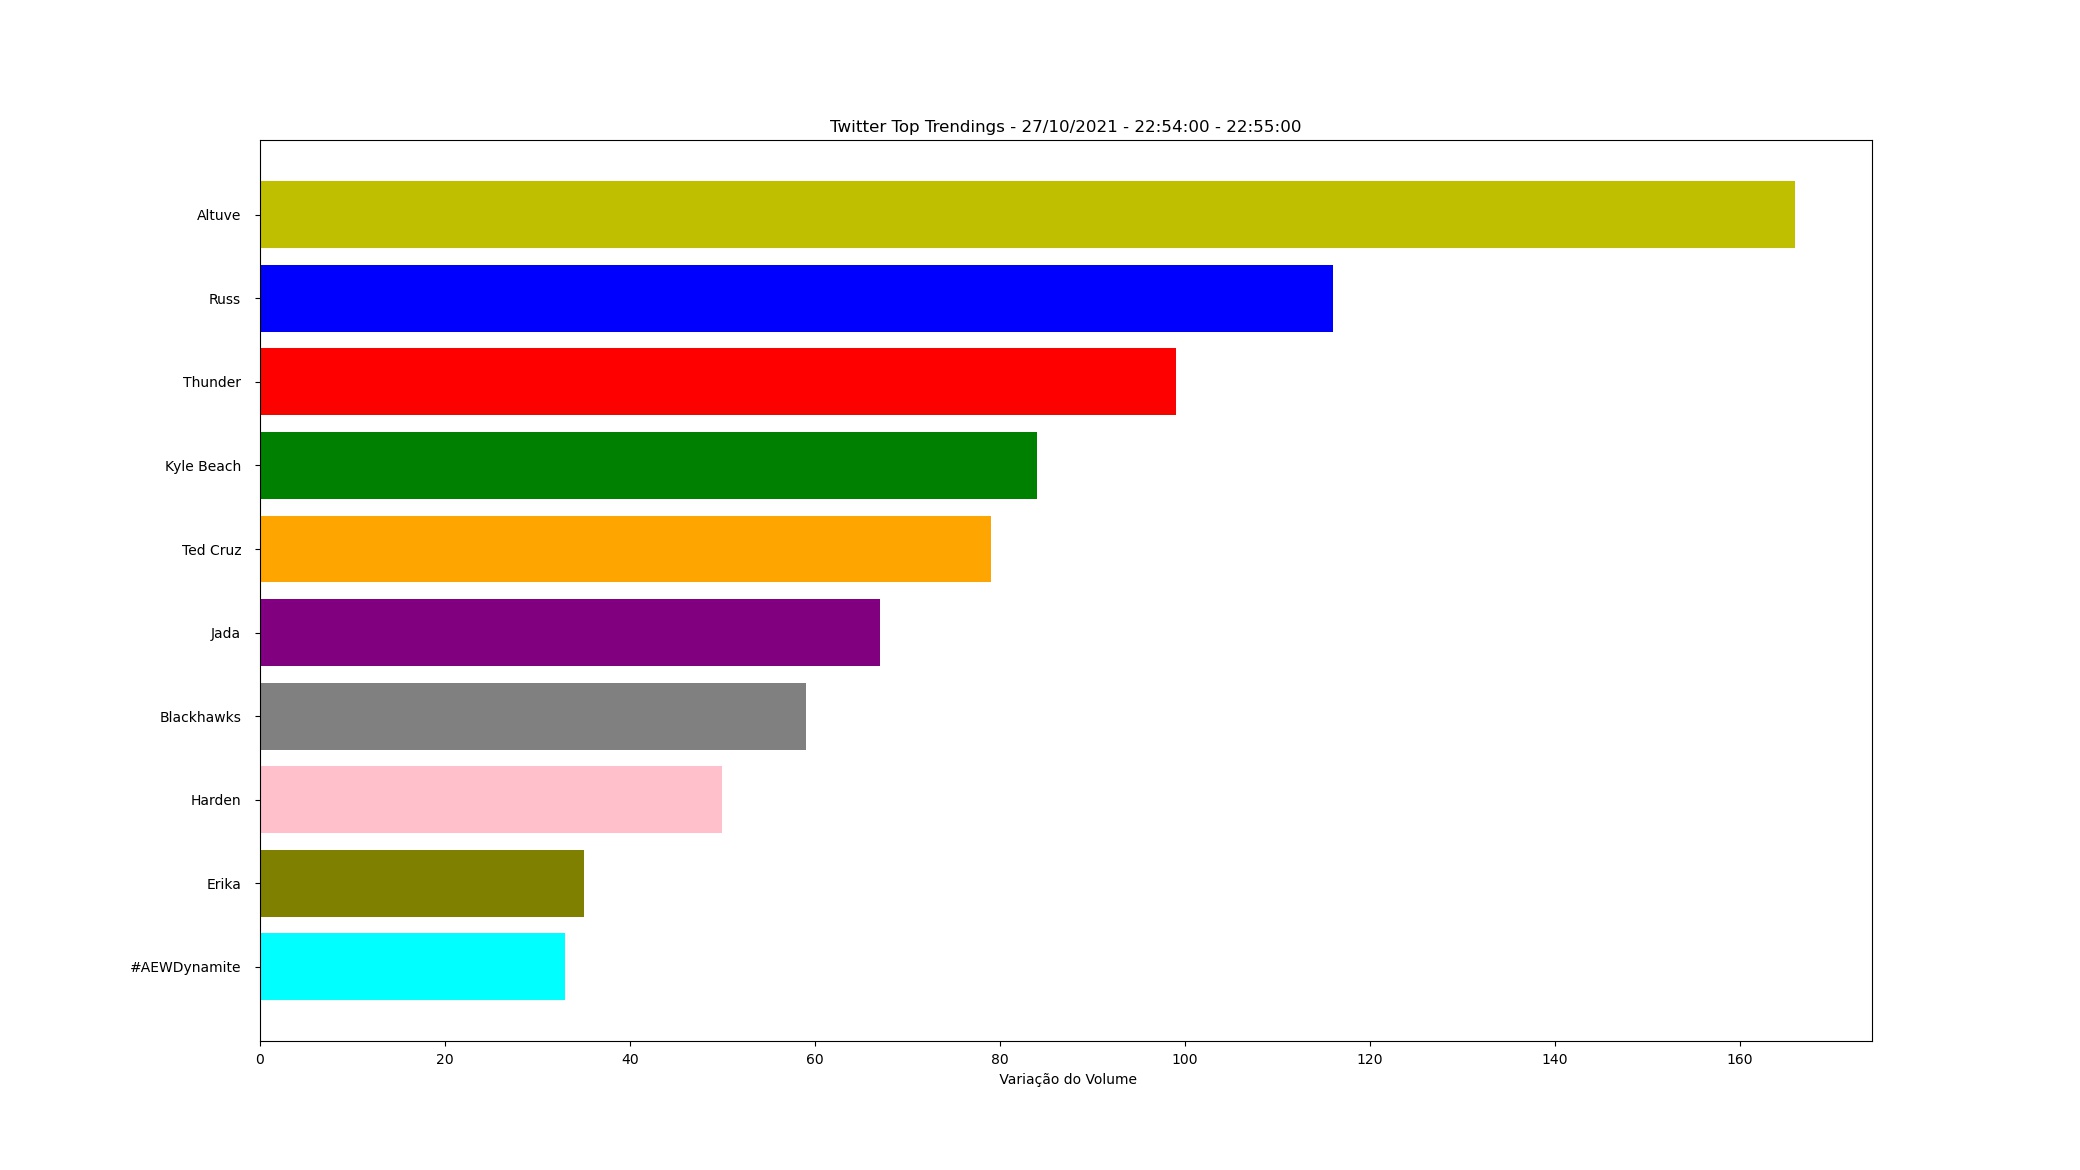 Twitter Top Trendings - 27/10/2021 - 22:54:00 - 22:55:00
Altuve
Russ
Thunder
Kyle Beach
Ted Cruz
Jada
Blackhawks
Harden
Erika
#AEWDynamite
0 20 40 60 80 100 120 140 160
Variação do Volume